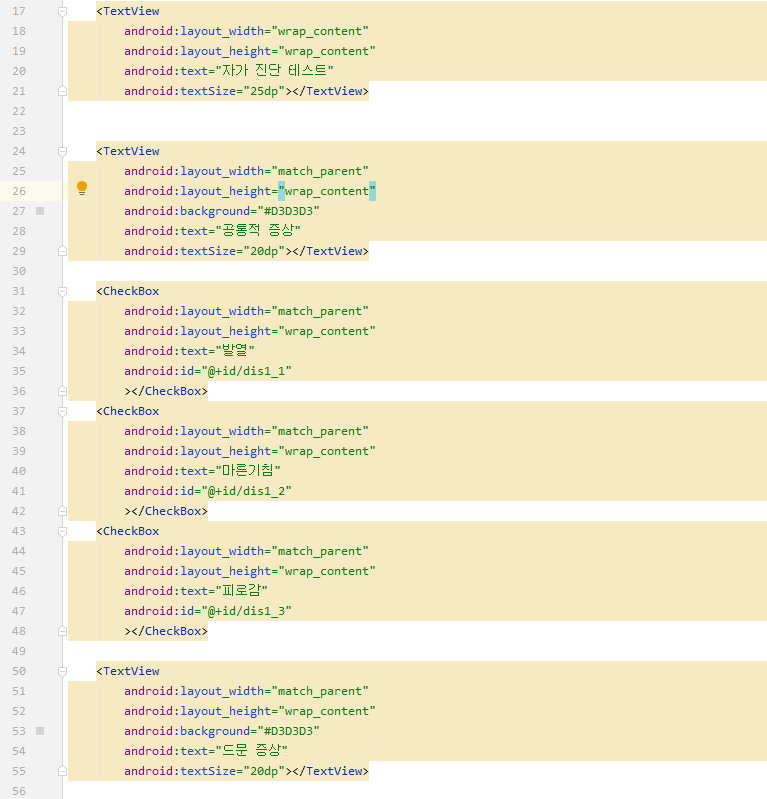 17 <TextView
18 android:layout_width="wrap_content"
19 android:layout_height="wrap_content"
20 android:text="자가 진단 테스트"
21 android:textSize="25dp"></TextView>
22
23
24 <TextView
25 android:layout_width="match_parent"
26 android:layout_height="wrap_content"
27 android:background="#D3D3D3"
28 android:text="공통적 증상"
29 android:textSize="20dp"></TextView>
30
31 <CheckBox
32 android:layout_width="match_parent"
33 android:layout_height="wrap_content"
34 android:text="발열"
35 android:id="@+id/dis1_1"
36 ></CheckBox>
37 <CheckBox
38 android:layout_width="match_parent"
39 android:layout_height="wrap_content"
40 android:text="마른기침"
41 android:id="@+id/dis1_2"
42 ></CheckBox>
43 <CheckBox
44 android:layout_width="match_parent"
45 android:layout_height="wrap_content"
46 android:text="피로감"
47 android:id="@+id/dis1_3"
48 ></CheckBox>
49
50 <TextView
51 android:layout_width="match_parent"
52 android:layout_height="wrap_content"
53 android:background="#D3D3D3"
54 android:text="드문 증상"
55 android:textSize="20dp"></TextView>
56